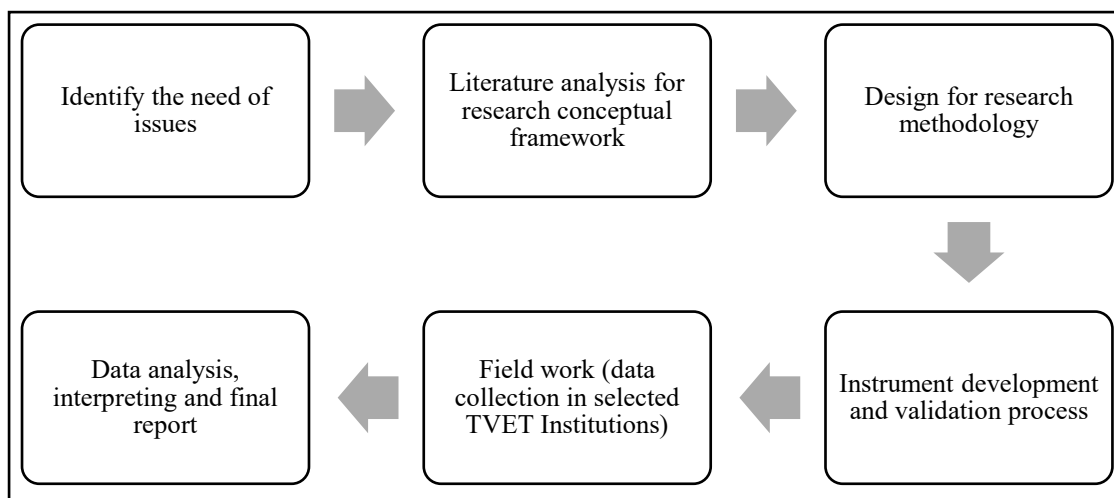 Identify the need of
issues
Literature analysis for
research conceptual
framework
Design for research
methodology
Instrument development
and validation process
Field work (data
collection in selected
TVET Institutions)
Data analysis,
interpreting and final
report